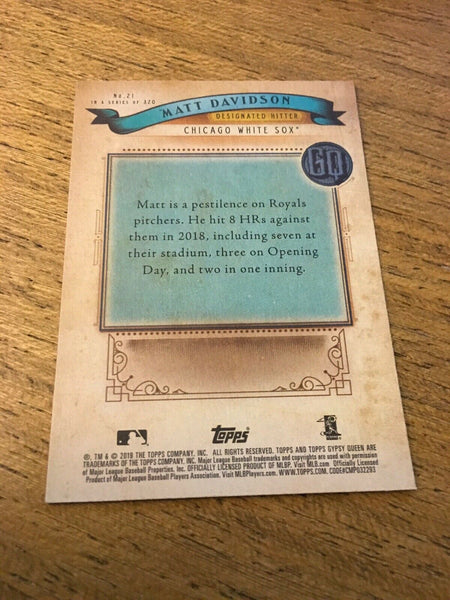 No. 21
IN A SERIES OF 320
MATT DAVIDSON
DESIGNATED HITTER
CHICAGO WHITE SOX®
GQ
Matt is a pestilence on Royals
pitchers. He hit 8 HRs against
them in 2018, including seven at
their stadium, three on Opening
Day, and two in one inning.
Topps
®, TM & © 2019 THE TOPPS COMPANY, INC. ALL RIGHTS RESERVED. TOPPS AND TOPPS GYPSY QUEEN ARE
TRADEMARKS OF THE TOPPS COMPANY, INC. Major League Baseball trademarks and copyrights are used with permission
of Major League Baseball Properties, Inc. OFFICIALLY LICENSED PRODUCT OF MLBP. Visit MLB.com. Officially Licensed
Product of Major League Baseball Players Association. Visit MLBPlayers.com. WWW.TOPPS.COM. CODE#CMP032293